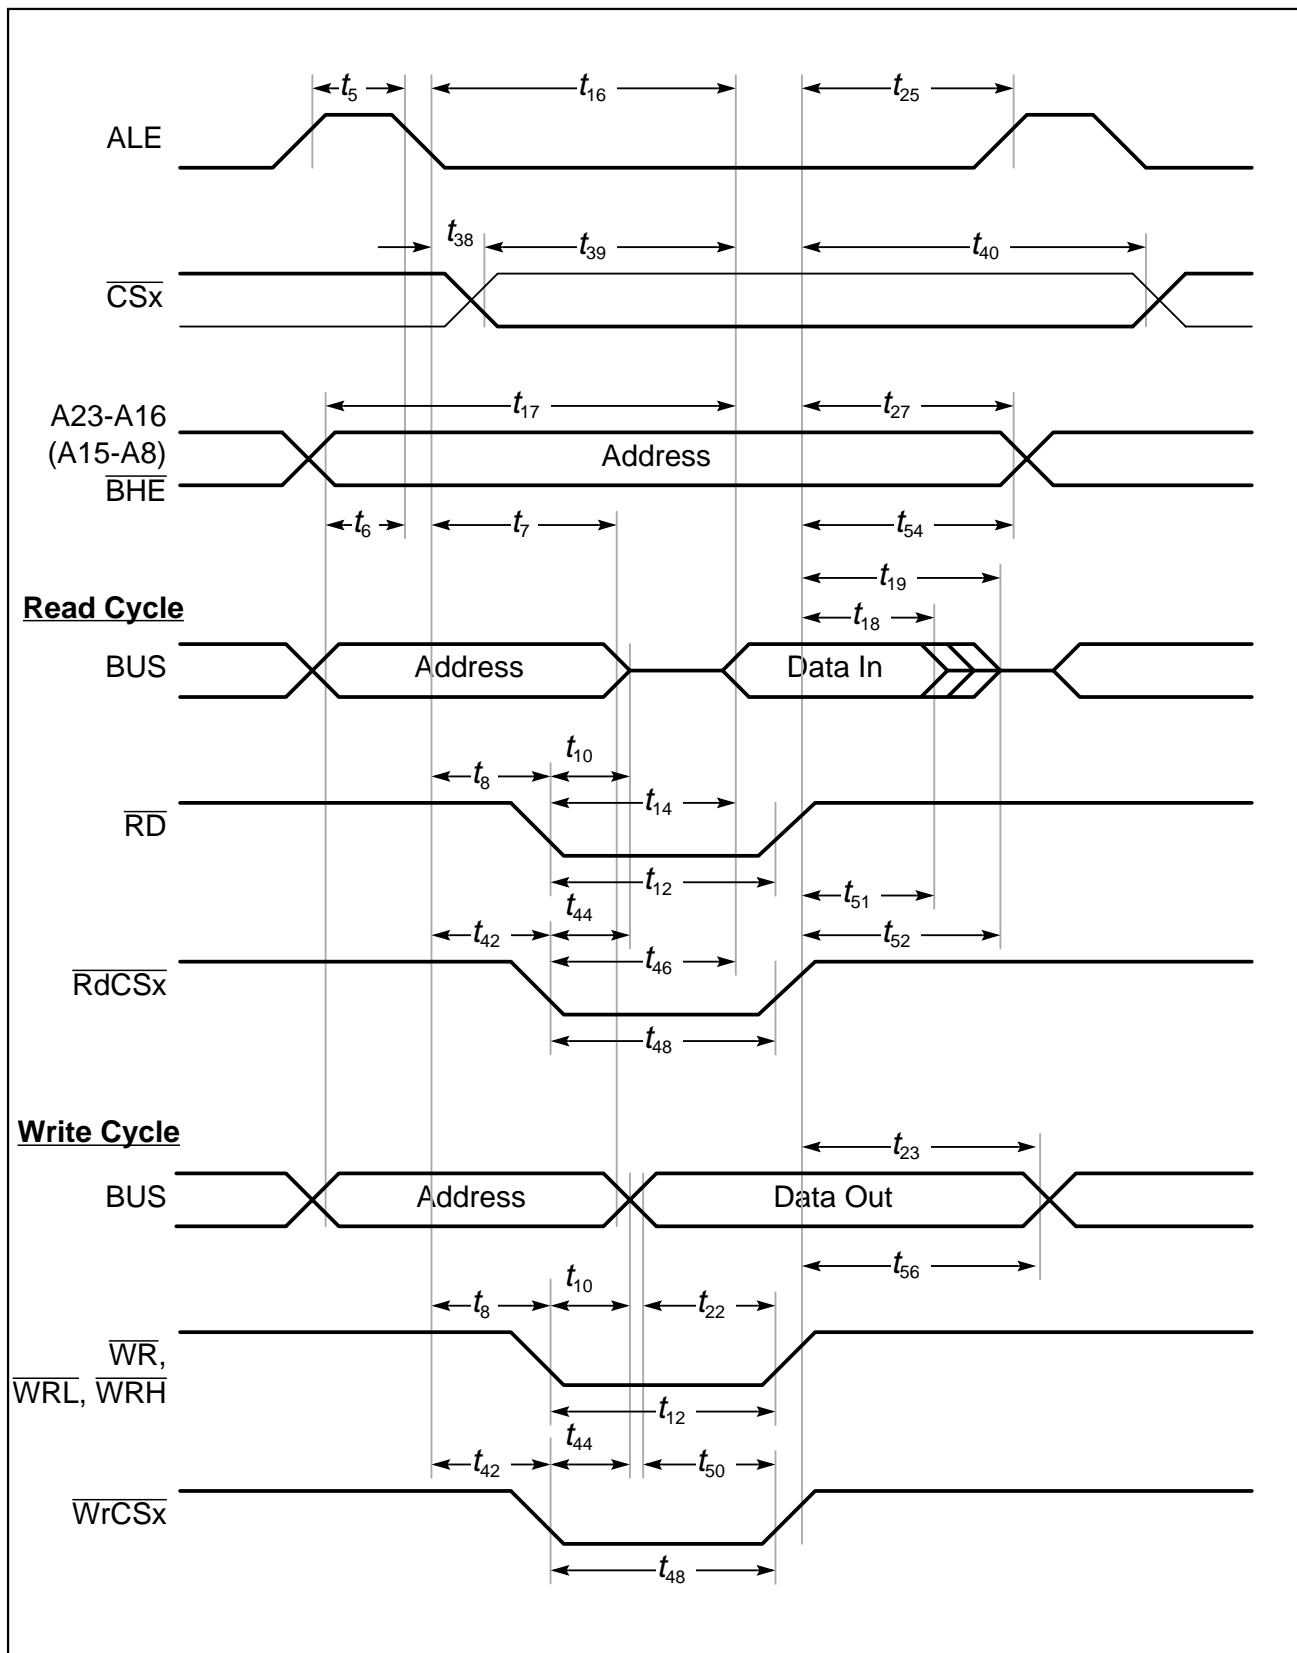 t5 t16 t25
ALE
t38 t39 t40
CSx
A23-A16 t17 t27
(A15-A8) Address
BHE
t6 t7 t54
t19
Read Cycle
t18
BUS Address Data In
t10
t8
t14
RD
t12 t51
t44
t42 t52
t46
RdCSx
t48
Write Cycle
t23
BUS Address Data Out
t56
t10
t8 t22
WR,
WRL, WRH
t12
t44
t42 t50
WrCSx
t48